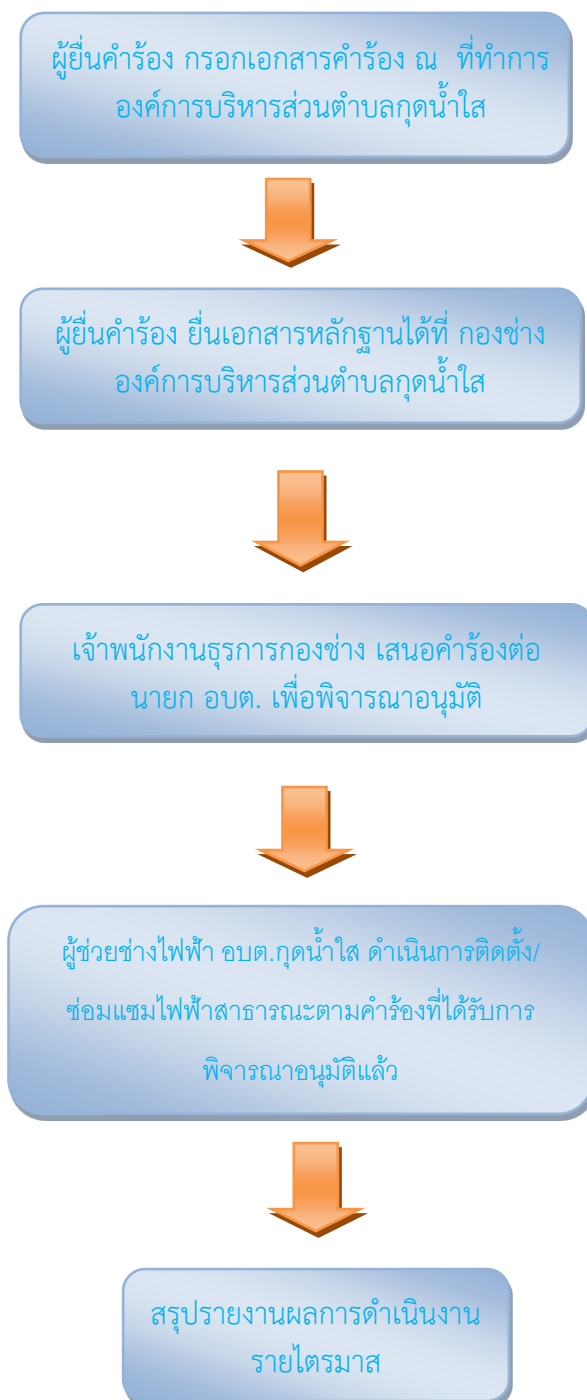 ผู้ยื่นคำร้อง กรอกเอกสารคำร้อง ณ ที่ทำการ
องค์การบริหารส่วนตำบลกุดน้ำใส
ผู้ยื่นคำร้อง ยื่นเอกสารหลักฐานได้ที่ กองช่าง
องค์การบริหารส่วนตำบลกุดน้ำใส
เจ้าพนักงานธุรการกองช่าง เสนอคำร้องต่อ
นายก อบต. เพื่อพิจารณาอนุมัติ
ผู้ช่วยช่างไฟฟ้า อบต.กุดน้ำใส ดำเนินการติดตั้ง/
ซ่อมแซมไฟฟ้าสาธารณะตามคำร้องที่ได้รับการ
พิจารณาอนุมัติแล้ว
สรุปรายงานผลการดำเนินงาน
รายไตรมาส